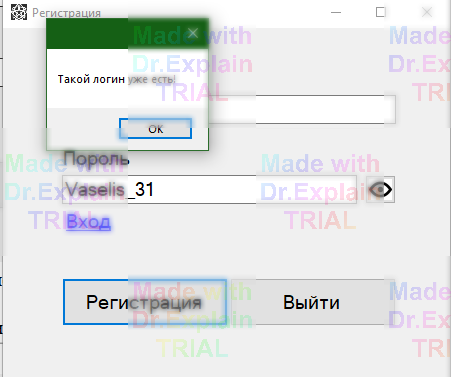 Регистрация
Такой логин уже есть!
ОК
Пороль
Vaselis_31
Вход
Регистрация
Выйти
Made with
Dr.Explain
TRIAL
Made with
Dr.Explain
TRIAL
Made with
Dr.Explain
TRIAL
Made with
Dr.Explain
TRIAL
Made with
Dr.Explain
TRIAL
Made with
Dr.Explain
TRIAL